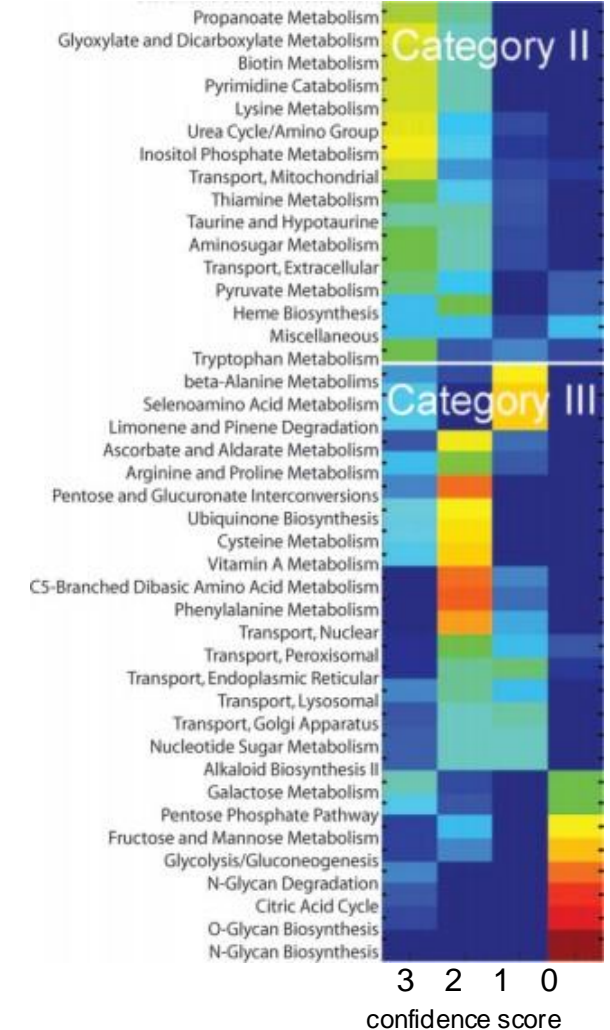 Propanoate Metabolism
Glyoxylate and Dicarboxylate Metabolism
Category II
Biotin Metabolism
Pyrimidine Catabolism
Lysine Metabolism
Urea Cycle/Amino Group
Inositol Phosphate Metabolism
Transport, Mitochondrial
Thiamine Metabolism
Taurine and Hypotaurine
Aminosugar Metabolism
Transport, Extracellular
Pyruvate Metabolism
Heme Biosynthesis
Miscellaneous
Tryptophan Metabolism
beta-Alanine Metabolims
Selenoamino Acid Metabolism
Category III
Limonene and Pinene Degradation
Ascorbate and Aldarate Metabolism
Arginine and Proline Metabolism
Pentose and Glucuronate Interconversions
Ubiquinone Biosynthesis
Cysteine Metabolism
Vitamin A Metabolism
C5-Branched Dibasic Amino Acid Metabolism
Phenylalanine Metabolism
Transport, Nuclear
Transport, Peroxisomal
Transport, Endoplasmic Reticular
Transport, Lysosomal
Transport, Golgi Apparatus
Nucleotide Sugar Metabolism
Alkaloid Biosynthesis II
Galactose Metabolism
Pentose Phosphate Pathway
Fructose and Mannose Metabolism
Glycolysis/Gluconeogenesis
N-Glycan Degradation
Citric Acid Cycle
O-Glycan Biosynthesis
N-Glycan Biosynthesis
3 2 1 0
confidence score